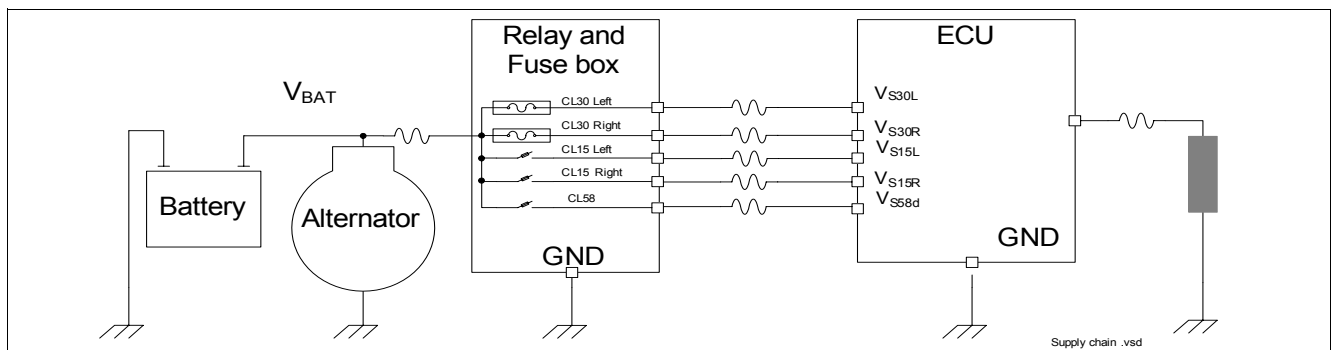 Relay and
Fuse box
ECU
VBAT
CL30 Left
VS30L
CL30 Right
VS30R
CL15 Left
VS15L
CL15 Right
VS15R
CL58
VS58d
Battery
Alternator
GND
GND
Supply chain .vsd